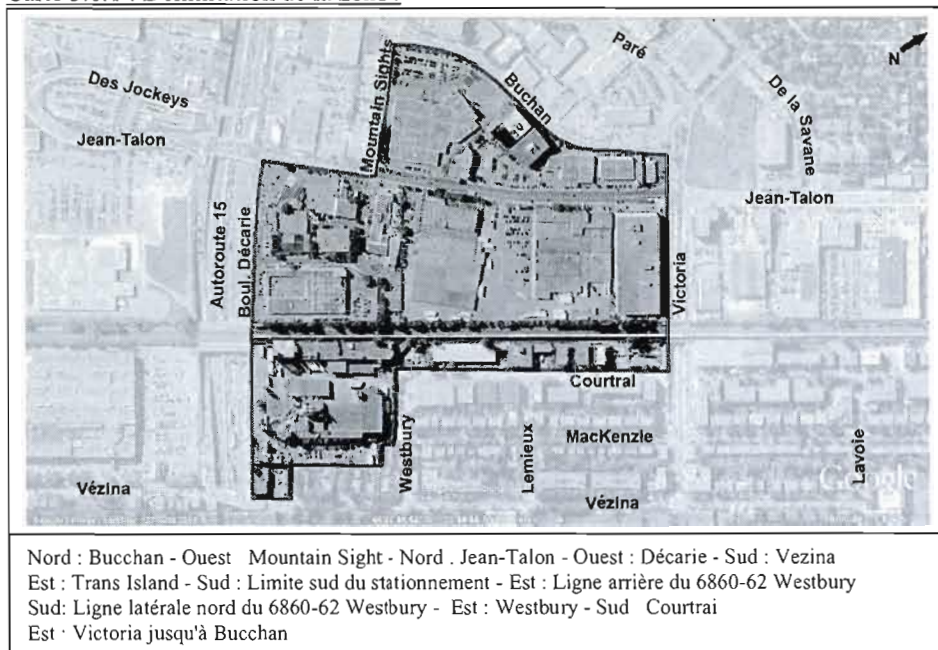 N
Paré
Des Jockeys
Mountain Sights
Buchan
De la Savane
Jean-Talon
Jean-Talon
Autoroute 15
Boul. Décarie
Victoria
Courtral
Westbury
Lemieux
MacKenzie
Lavoie
Vézina
Vézina
Google
Nord : Bucchan - Ouest Mountain Sight - Nord . Jean-Talon - Ouest : Décarie - Sud : Vezina
Est : Trans Island - Sud : Limite sud du stationnement - Est : Ligne arrière du 6860-62 Westbury
Sud: Ligne latérale nord du 6860-62 Westbury - Est : Westbury - Sud Courtrai
Est · Victoria jusqu'à Bucchan